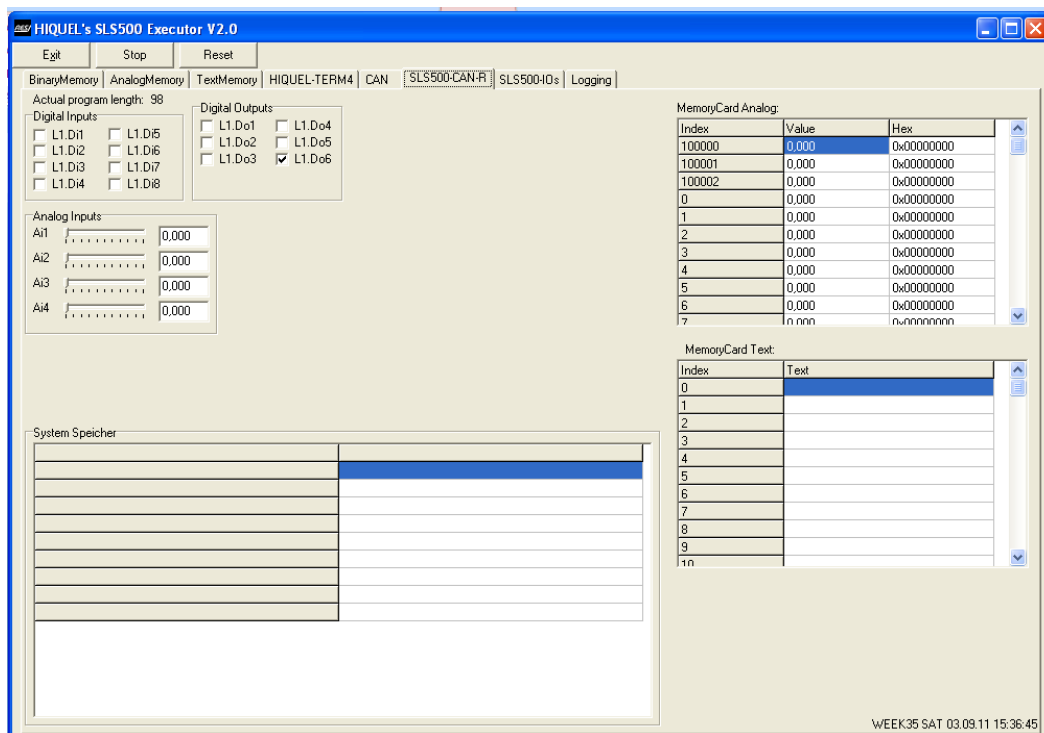 HIQUEL's SLS500 Executor V2.0
Exit Stop Reset
BinaryMemory AnalogMemory TextMemory HIQUEL-TERM4 CAN SLS500-CAN-R SLS500-IOs Logging
Actual program length: 98
Digital Inputs
L1.Di1 L1.Di5
L1.Di2 L1.Di6
L1.Di3 L1.Di7
L1.Di4 L1.Di8
Digital Outputs
L1.Do1 L1.Do4
L1.Do2 L1.Do5
L1.Do3 L1.Do6
Analog Inputs
Ai1 0,000
Ai2 0,000
Ai3 0,000
Ai4 0,000
System Speicher
MemoryCard Analog:
Index Value Hex
100000 0,000 0x00000000
100001 0,000 0x00000000
100002 0,000 0x00000000
0 0,000 0x00000000
1 0,000 0x00000000
2 0,000 0x00000000
3 0,000 0x00000000
4 0,000 0x00000000
5 0,000 0x00000000
6 0,000 0x00000000
7 0,000 0x00000000
MemoryCard Text:
Index Text
0
1
2
3
4
5
6
7
8
9
10
WEEK35 SAT 03.09.11 15:36:45